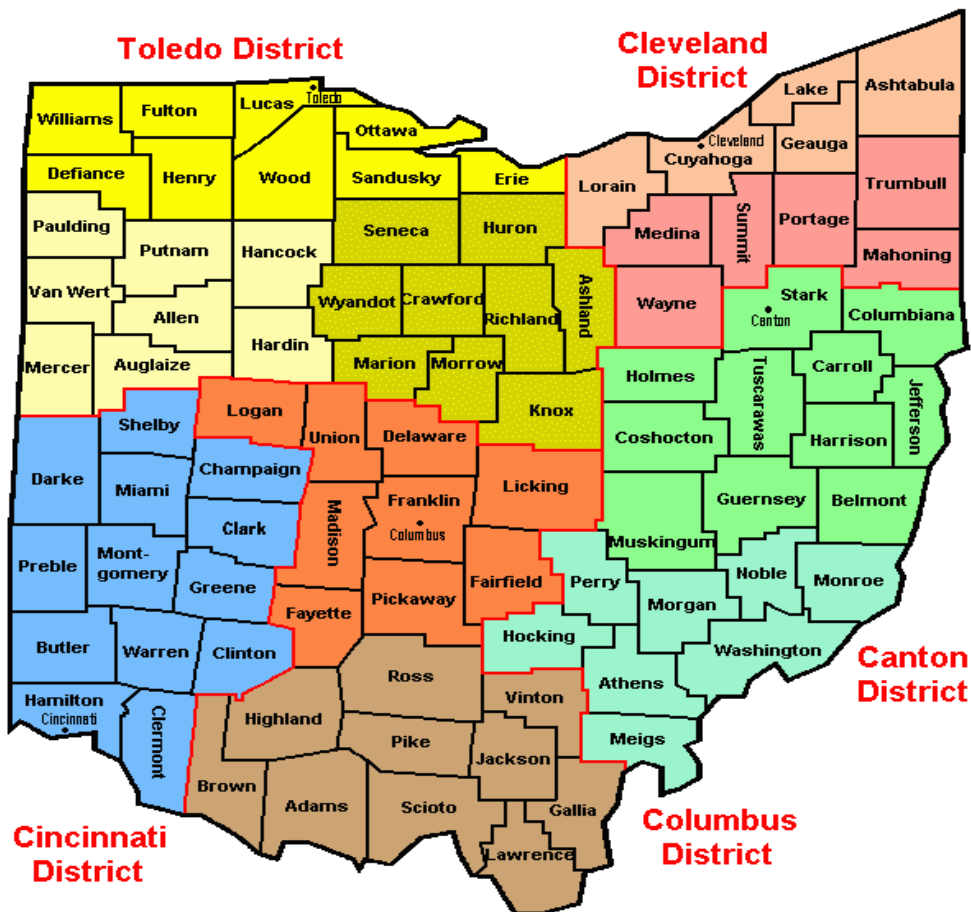 Toledo District
Cleveland
District
Lake
Ashtabula
Williams
Fulton
Lucas
Toledo
Ottawa
Cleveland
Cuyahoga
Geauga
Defiance
Henry
Wood
Sandusky
Erie
Lorain
Trumbull
Paulding
Putnam
Hancock
Seneca
Huron
Medina
Summit
Portage
Mahoning
Van Wert
Allen
Wyandot
Crawford
Richland
Ashland
Wayne
Stark
Canton
Columbiana
Mercer
Auglaize
Hardin
Marion
Morrow
Holmes
Tuscarawas
Carroll
Jefferson
Logan
Union
Delaware
Knox
Coshocton
Harrison
Shelby
Darke
Miami
Champaign
Franklin
Columbus
Licking
Guernsey
Belmont
Clark
Madison
Muskingum
Preble
Mont-
gomery
Greene
Fayette
Pickaway
Fairfield
Perry
Morgan
Noble
Monroe
Butler
Warren
Clinton
Ross
Hocking
Athens
Washington
Canton
District
Hamilton
Cincinnati
Clermont
Highland
Pike
Vinton
Jackson
Meigs
Brown
Adams
Scioto
Gallia
Lawrence
Cincinnati
District
Columbus
District